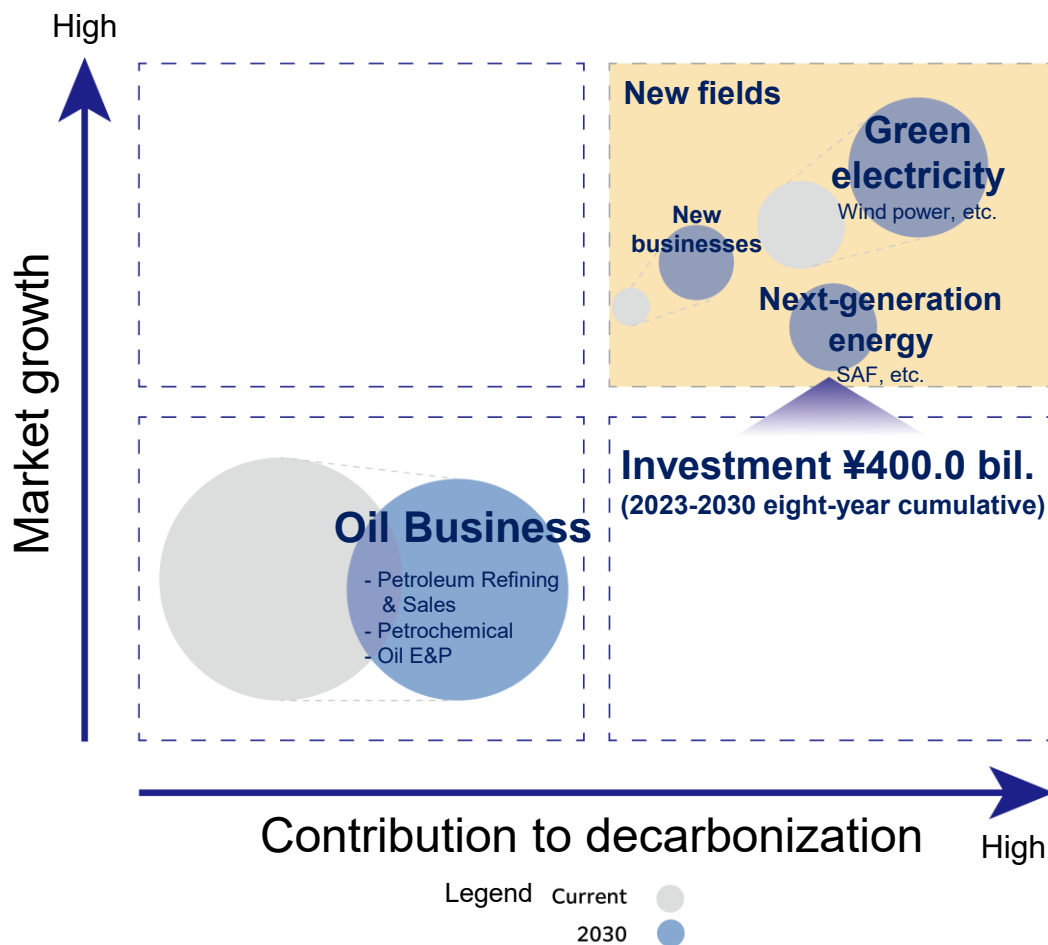 High
Market growth
New fields
Green
electricity
Wind power, etc.
New
businesses
Next-generation
energy
SAF, etc.
Investment ¥400.0 bil.
(2023-2030 eight-year cumulative)
Oil Business
- Petroleum Refining
& Sales
- Petrochemical
- Oil E&P
Contribution to decarbonization
High
Legend Current
2030